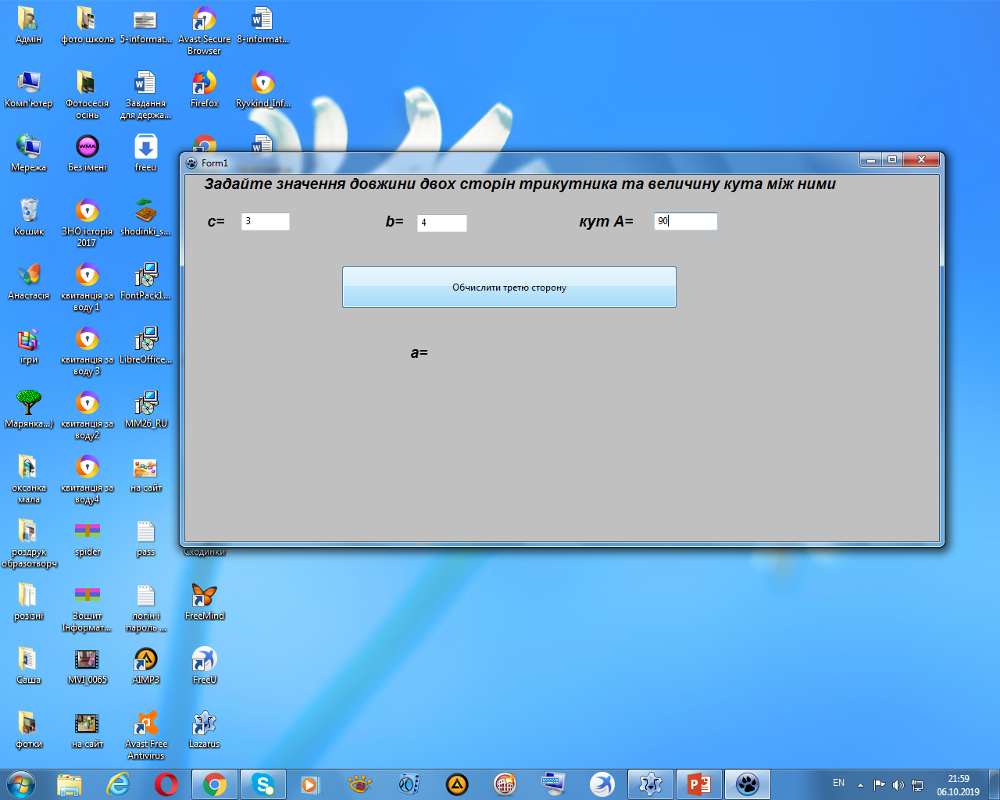 Адмін
фото школа
5-informat...
Avast Secure
Browser
8-informat...
Комп'ютер
Фотосесія
осінь
Завдання
для держа...
Firefox
Ryvkind_Inf...
Мережа
WMA
Без імені
freeu
Кошик
ЗНО історія
2017
shodinki_s...
Анастасія
квитанція за
воду 1
FontPack1...
ігри
квитанція за
воду 3
LibreOffice...
Марянка...)
квитанція за
воду2
MM26_RU
оксанка
мала
квитанція за
воду4
на сайт
роздрук
образотворч
spider
pass
Сходинки
розізні
Зошит
Інформат...
логін і
пароль ...
FreeMind
Саша
MVI_0065
AIMP3
FreeU
фотки
на сайт
Avast Free
Antivirus
Lazarus
Form1
Задайте значення довжини двох сторін трикутника та величину кута між ними
c= 3 b= 4 кут A= 90
Обчислити третю сторону
a=
EN
21:59
06.10.2019